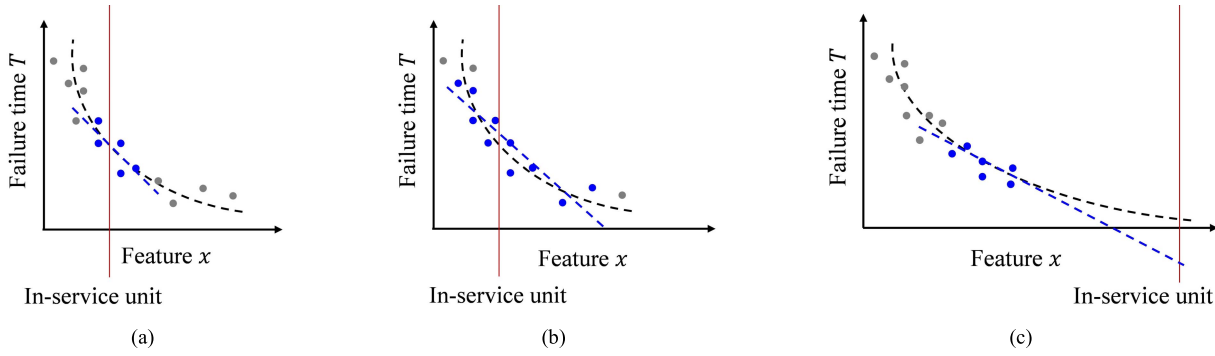 Failure time T
Feature x
In-service unit
(a)
Failure time T
Feature x
In-service unit
(b)
Failure time T
Feature x
In-service unit
(c)